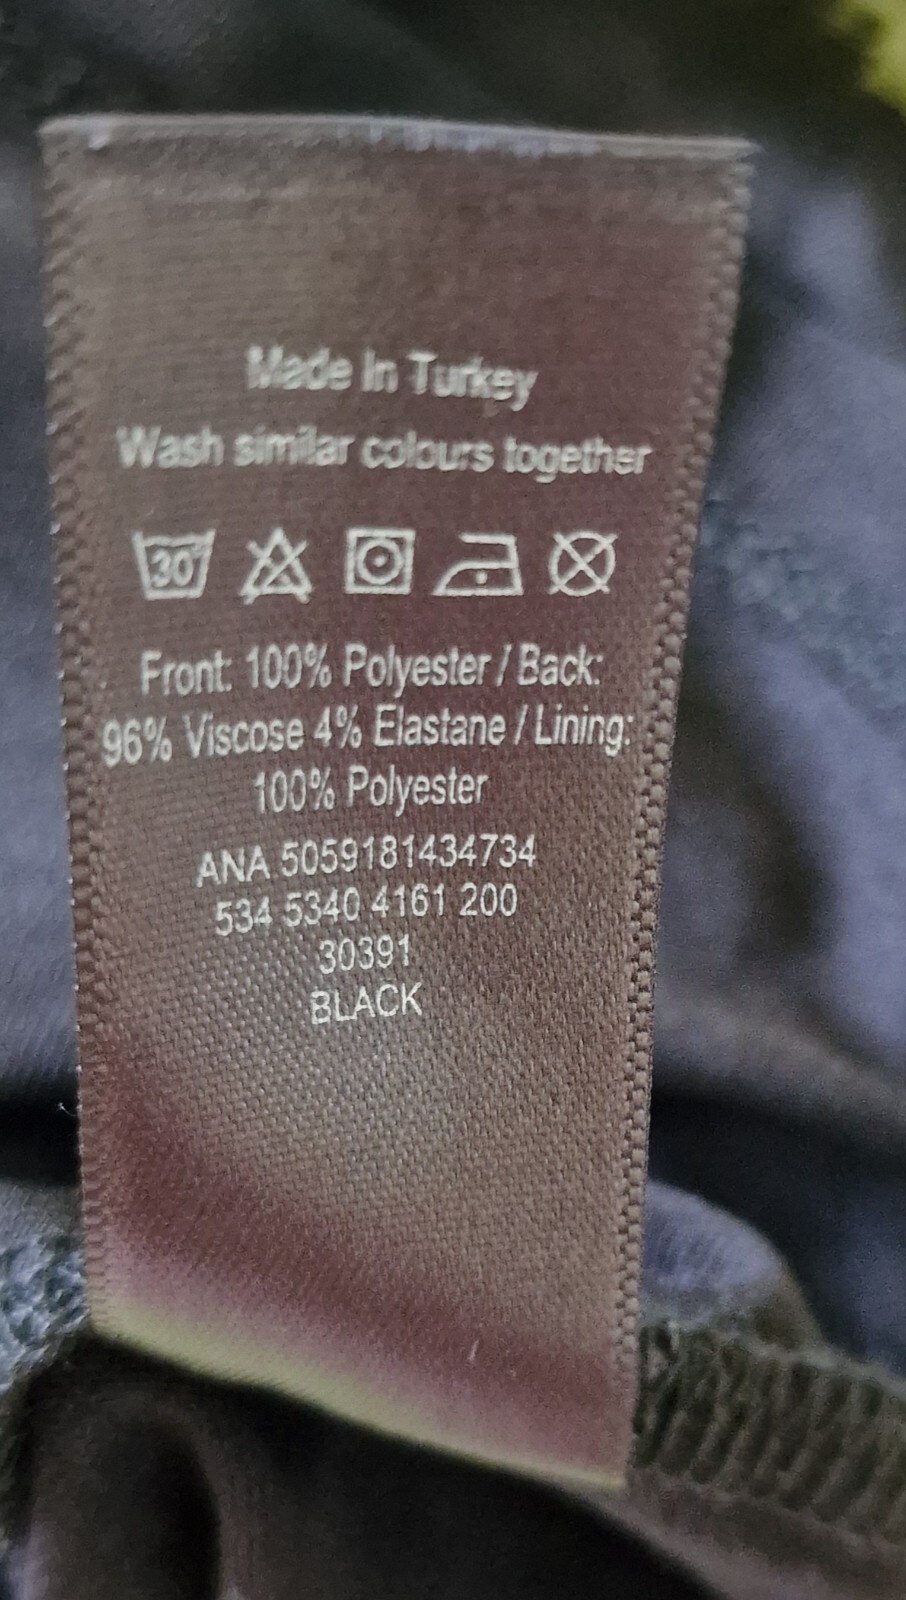 Made In Turkey
Wash similar colours together
30°
Front: 100% Polyester / Back:
96% Viscose 4% Elastane / Lining:
100% Polyester
ANA 5059181434734
534 5340 4161 200
30391
BLACK